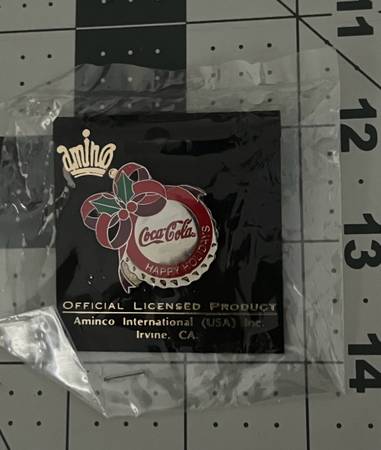 11
12
amino
Coca-Cola
HAPPY HOLIDAYS
13
OFFICIAL LICENSED PRODUCT
Aminco International (USA) Inc.
Irvine, CA.
14